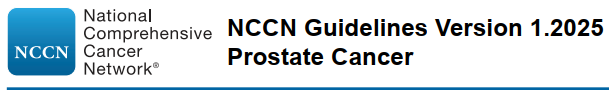 NCCN
National
Comprehensive
Cancer
Network®
NCCN Guidelines Version 1.2025
Prostate Cancer